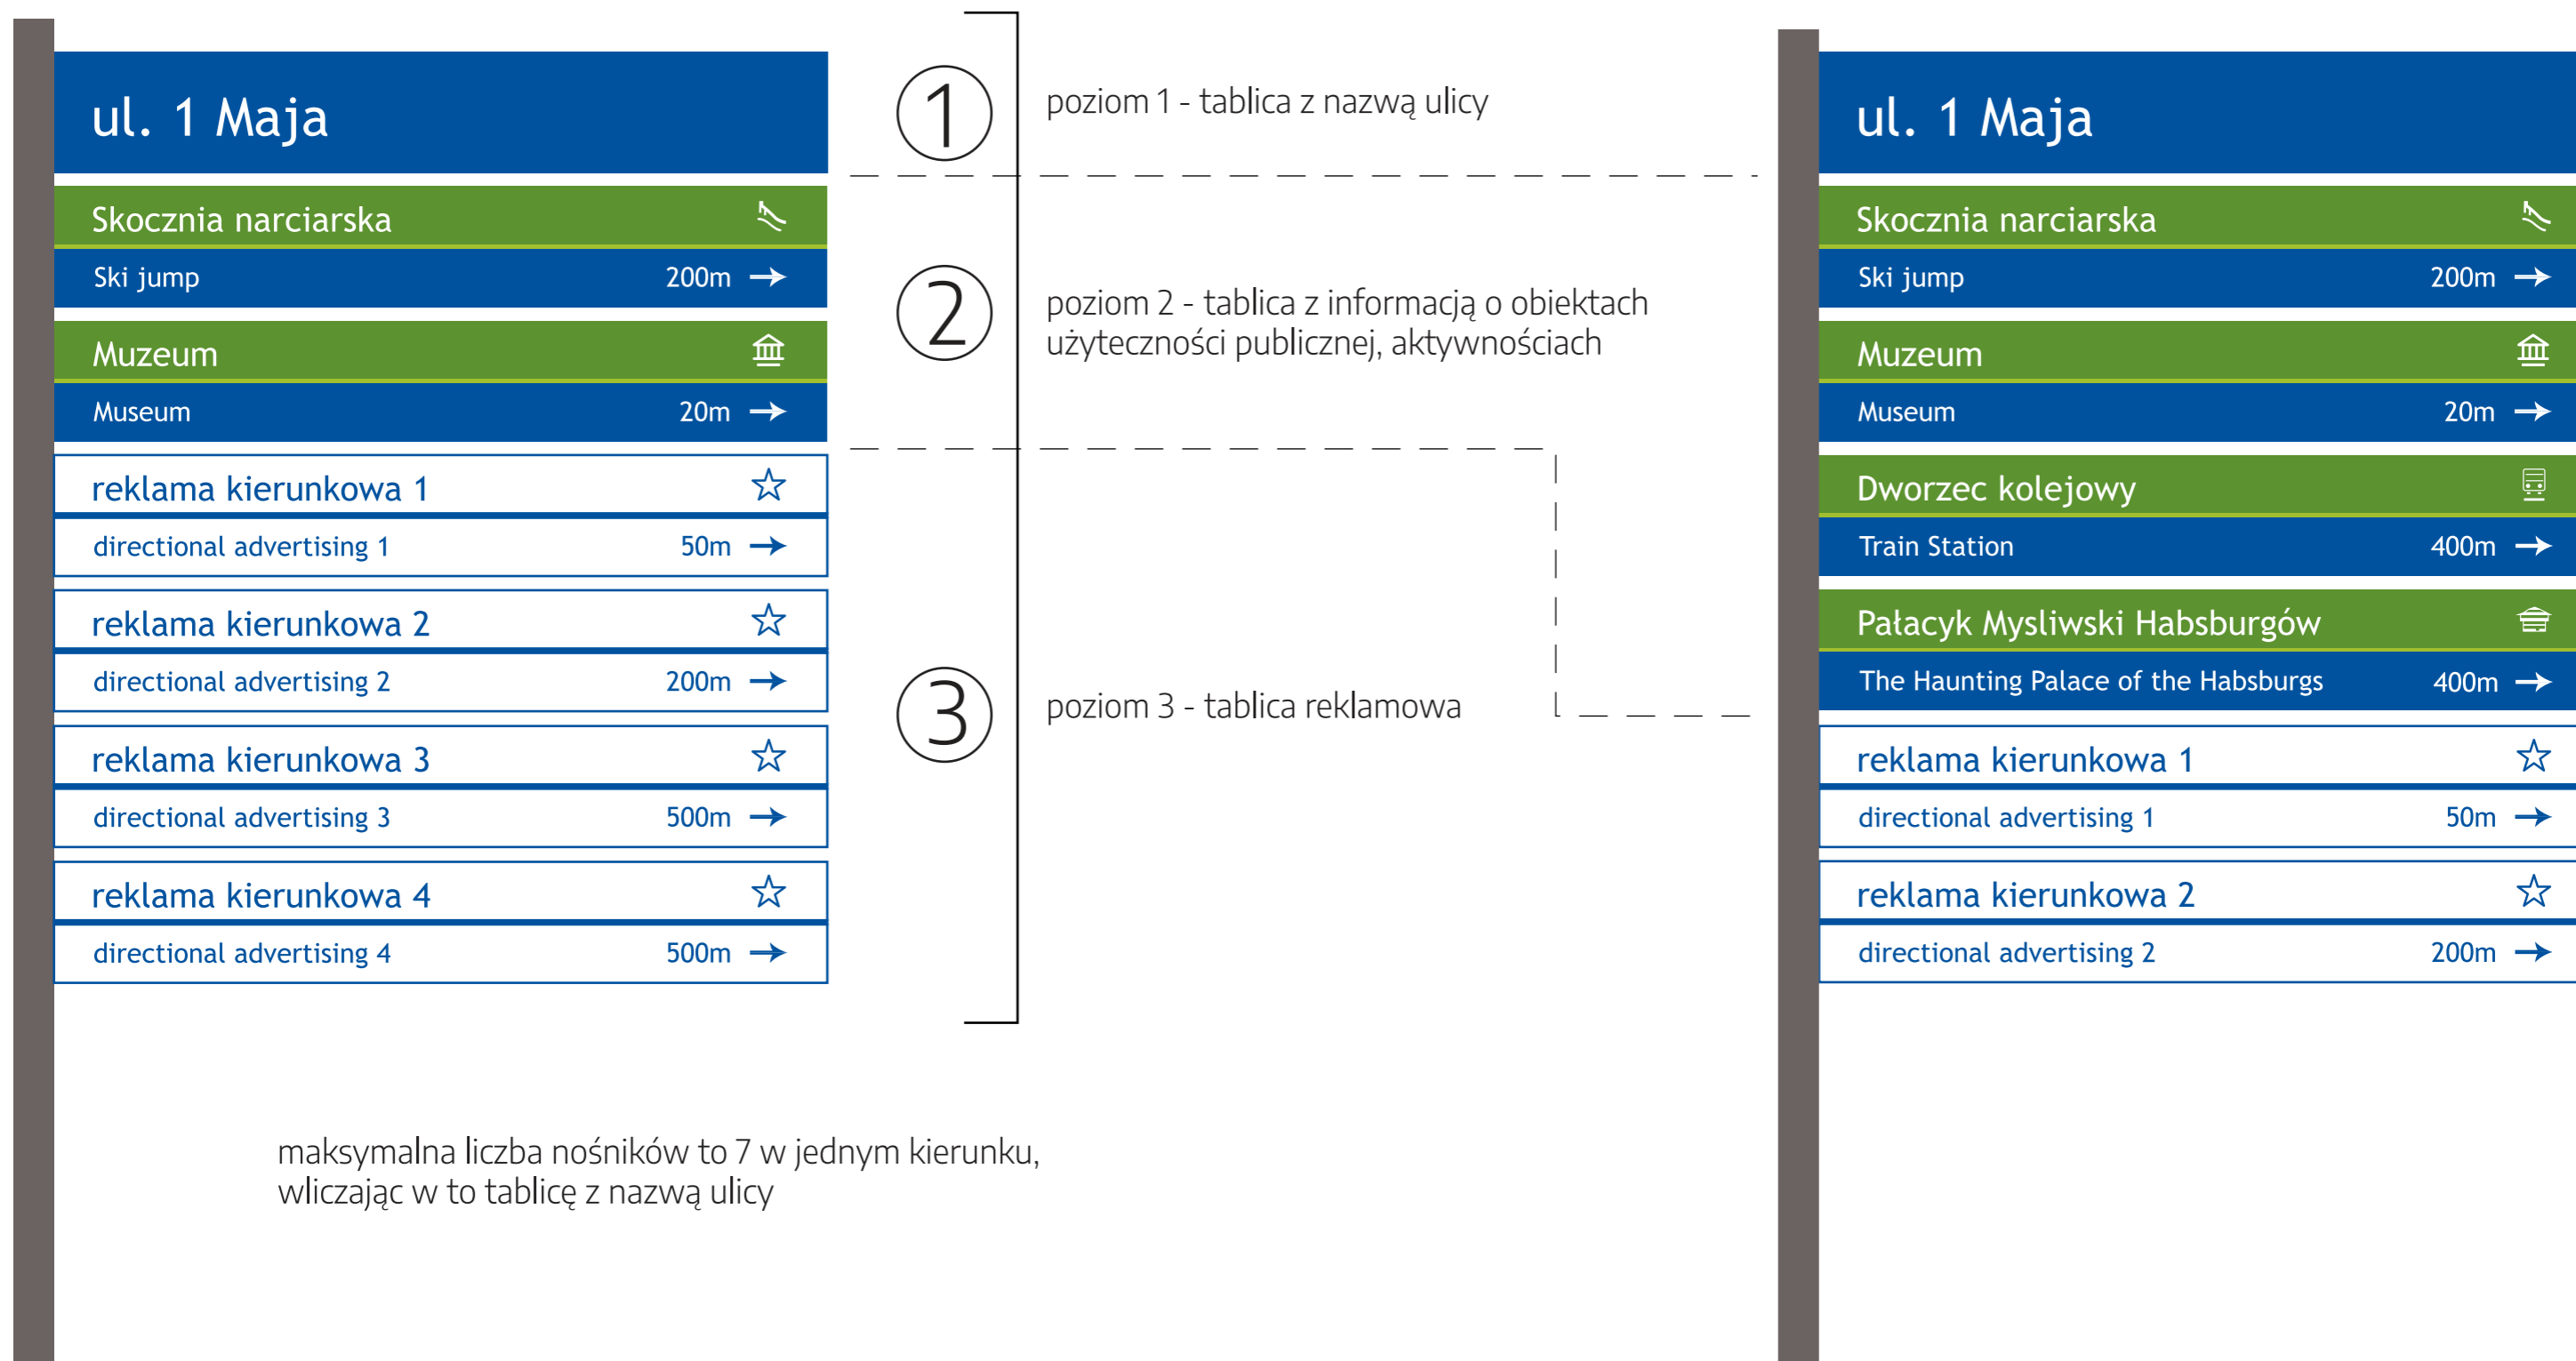 ul. 1 Maja
Skocznia narciarska
Ski jump 200m →
Muzeum
Museum 20m →
reklama kierunkowa 1
directional advertising 1 50m →
reklama kierunkowa 2
directional advertising 2 200m →
reklama kierunkowa 3
directional advertising 3 500m →
reklama kierunkowa 4
directional advertising 4 500m →
1
poziom 1 - tablica z nazwą ulicy
2
poziom 2 - tablica z informacją o obiektach
użyteczności publicznej, aktywnościach
3
poziom 3 - tablica reklamowa
maksymalna liczba nośników to 7 w jednym kierunku,
wliczając w to tablicę z nazwą ulicy
ul. 1 Maja
Skocznia narciarska
Ski jump 200m →
Muzeum
Museum 20m →
Dworzec kolejowy
Train Station 400m →
Pałacyk Mysliwski Habsburgów
The Haunting Palace of the Habsburgs 400m →
reklama kierunkowa 1
directional advertising 1 50m →
reklama kierunkowa 2
directional advertising 2 200m →